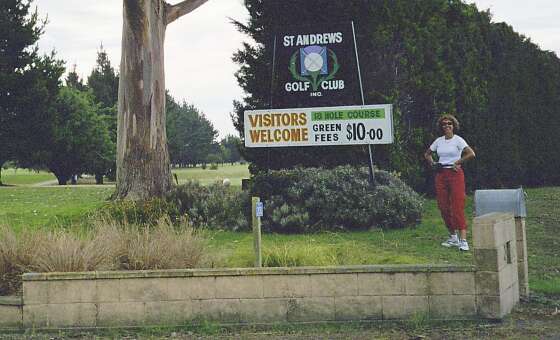 ST ANDREWS
GOLF CLUB
INC.
VISITORS
WELCOME
18 HOLE COURSE
GREEN
FEES $10·00